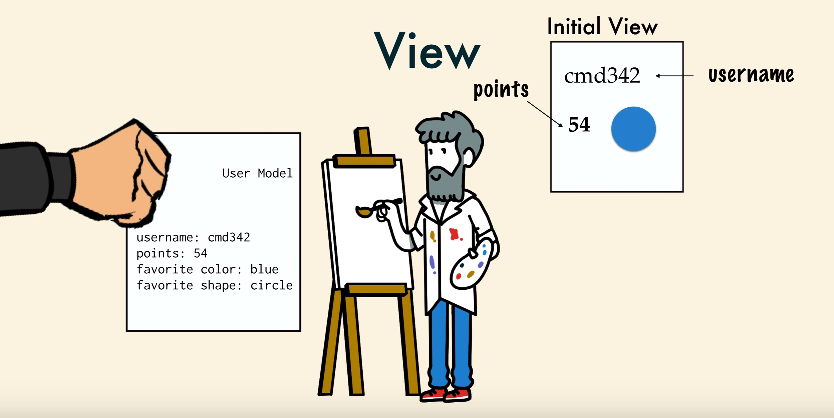 View
User Model
username: cmd342
points: 54
favorite color: blue
favorite shape: circle
Initial View
cmd342
username
points
54